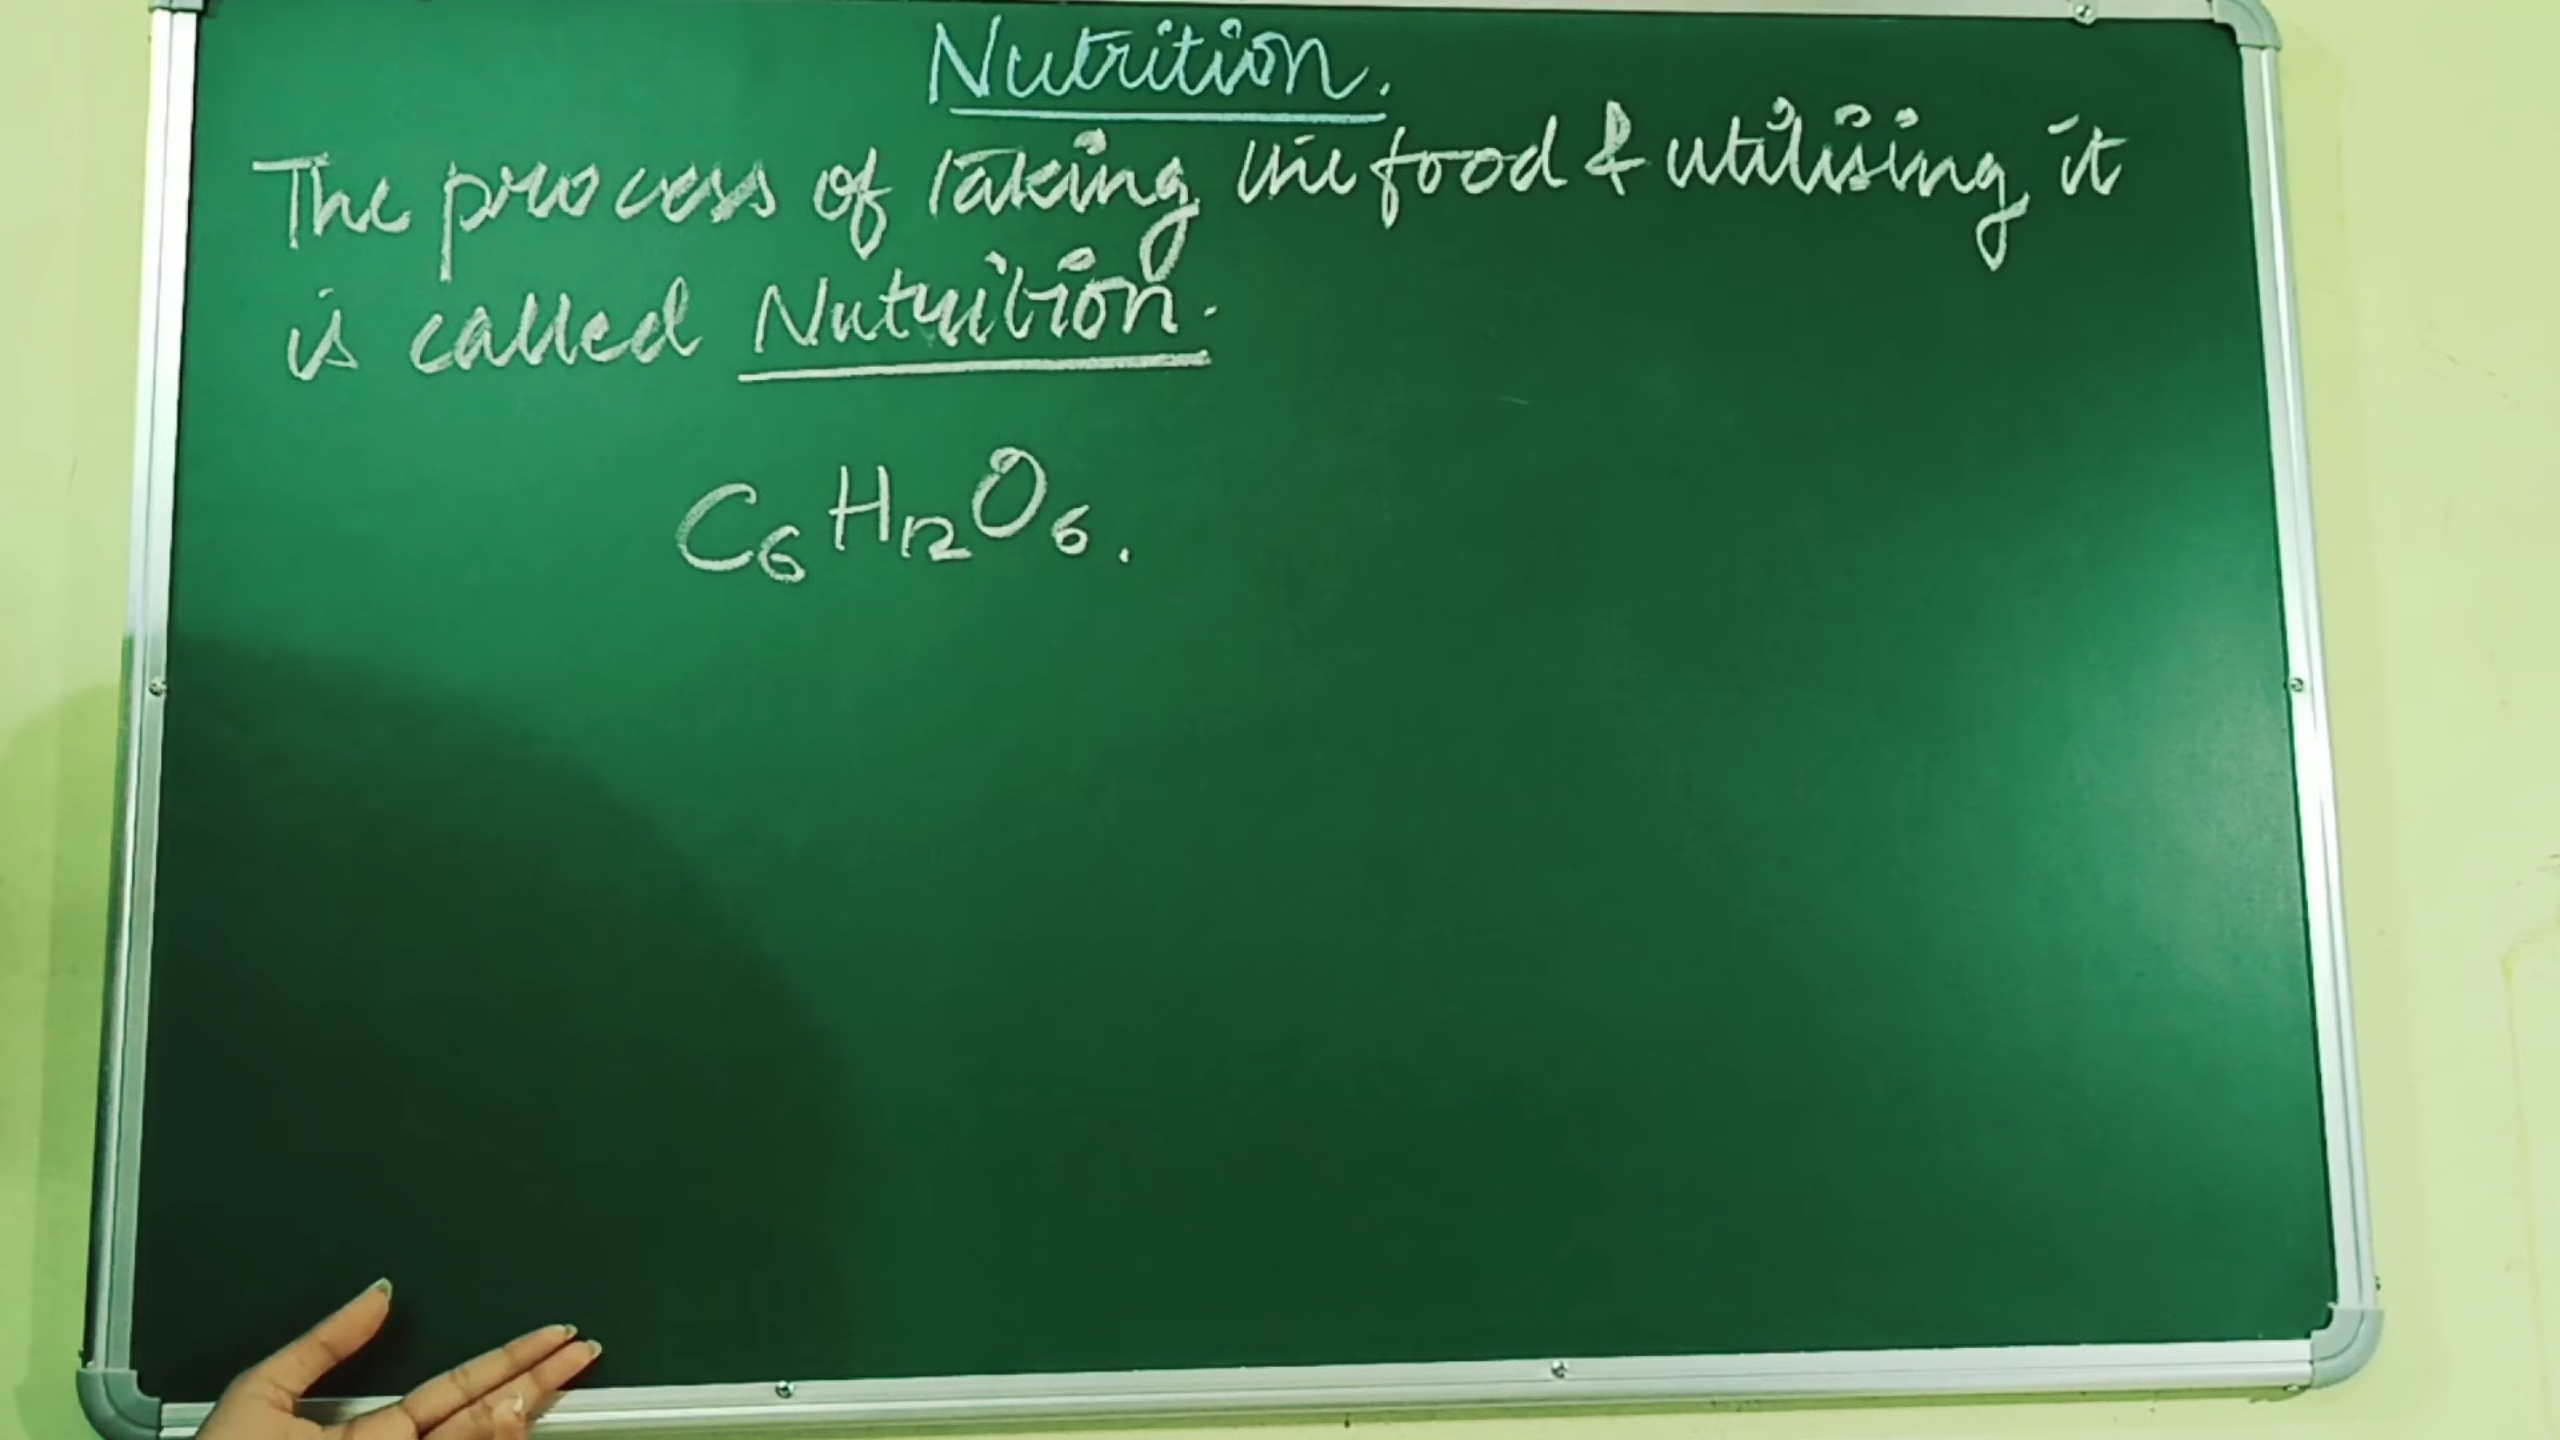 Nutrition.
The process of taking the food & utilising it
is called Nutrition.
C₆H₁₂O₆.